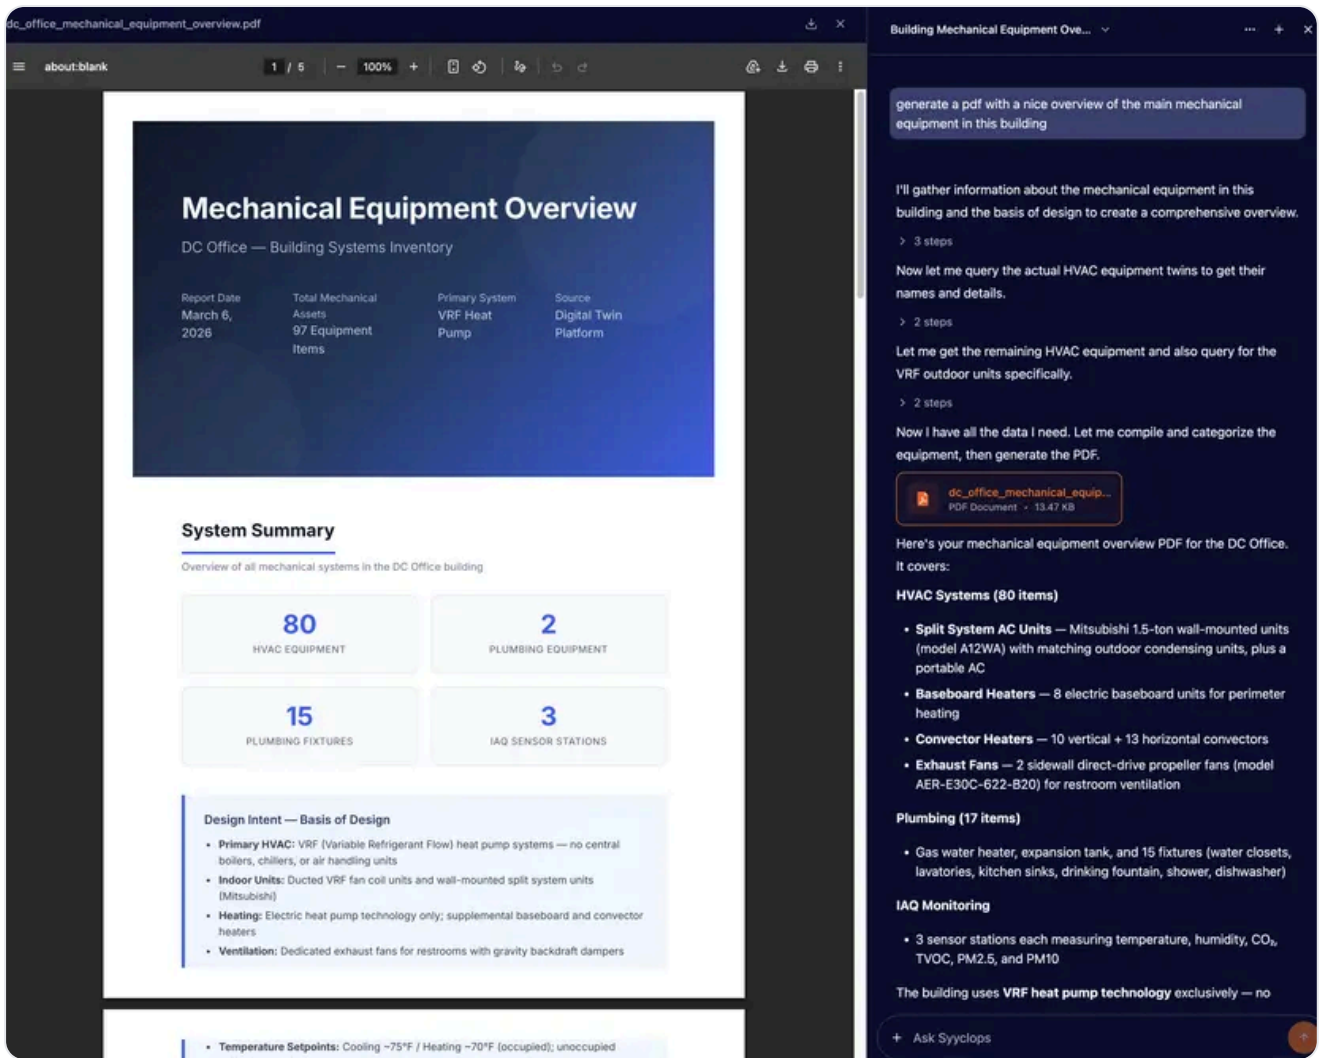 dc_office_mechanical_equipment_overview.pdf
about:blank
1 / 5
100%
Mechanical Equipment Overview
DC Office — Building Systems Inventory
Report Date
March 6,
2026
Total Mechanical
Assets
97 Equipment
Items
Primary System
VRF Heat
Pump
Source
Digital Twin
Platform
System Summary
Overview of all mechanical systems in the DC Office building
80
HVAC EQUIPMENT
2
PLUMBING EQUIPMENT
15
PLUMBING FIXTURES
3
IAQ SENSOR STATIONS
Design Intent — Basis of Design
• Primary HVAC: VRF (Variable Refrigerant Flow) heat pump systems — no central
boilers, chillers, or air handling units
• Indoor Units: Ducted VRF fan coil units and wall-mounted split system units
(Mitsubishi)
• Heating: Electric heat pump technology only; supplemental baseboard and convector
heaters
• Ventilation: Dedicated exhaust fans for restrooms with gravity backdraft dampers
• Temperature Setpoints: Cooling ~75°F / Heating ~70°F (occupied); unoccupied
Building Mechanical Equipment Ove...
generate a pdf with a nice overview of the main mechanical
equipment in this building
I'll gather information about the mechanical equipment in this
building and the basis of design to create a comprehensive overview.
3 steps
Now let me query the actual HVAC equipment twins to get their
names and details.
2 steps
Let me get the remaining HVAC equipment and also query for the
VRF outdoor units specifically.
2 steps
Now I have all the data I need. Let me compile and categorize the
equipment, then generate the PDF.
dc_office_mechanical_equip...
PDF Document • 13.47 KB
Here's your mechanical equipment overview PDF for the DC Office.
It covers:
HVAC Systems (80 items)
• Split System AC Units — Mitsubishi 1.5-ton wall-mounted units
(model A12WA) with matching outdoor condensing units, plus a
portable AC
• Baseboard Heaters — 8 electric baseboard units for perimeter
heating
• Convector Heaters — 10 vertical + 13 horizontal convectors
• Exhaust Fans — 2 sidewall direct-drive propeller fans (model
AER-E30C-622-B20) for restroom ventilation
Plumbing (17 items)
• Gas water heater, expansion tank, and 15 fixtures (water closets,
lavatories, kitchen sinks, drinking fountain, shower, dishwasher)
IAQ Monitoring
• 3 sensor stations each measuring temperature, humidity, CO₂,
TVOC, PM2.5, and PM10
The building uses VRF heat pump technology exclusively — no
Ask Syyclops